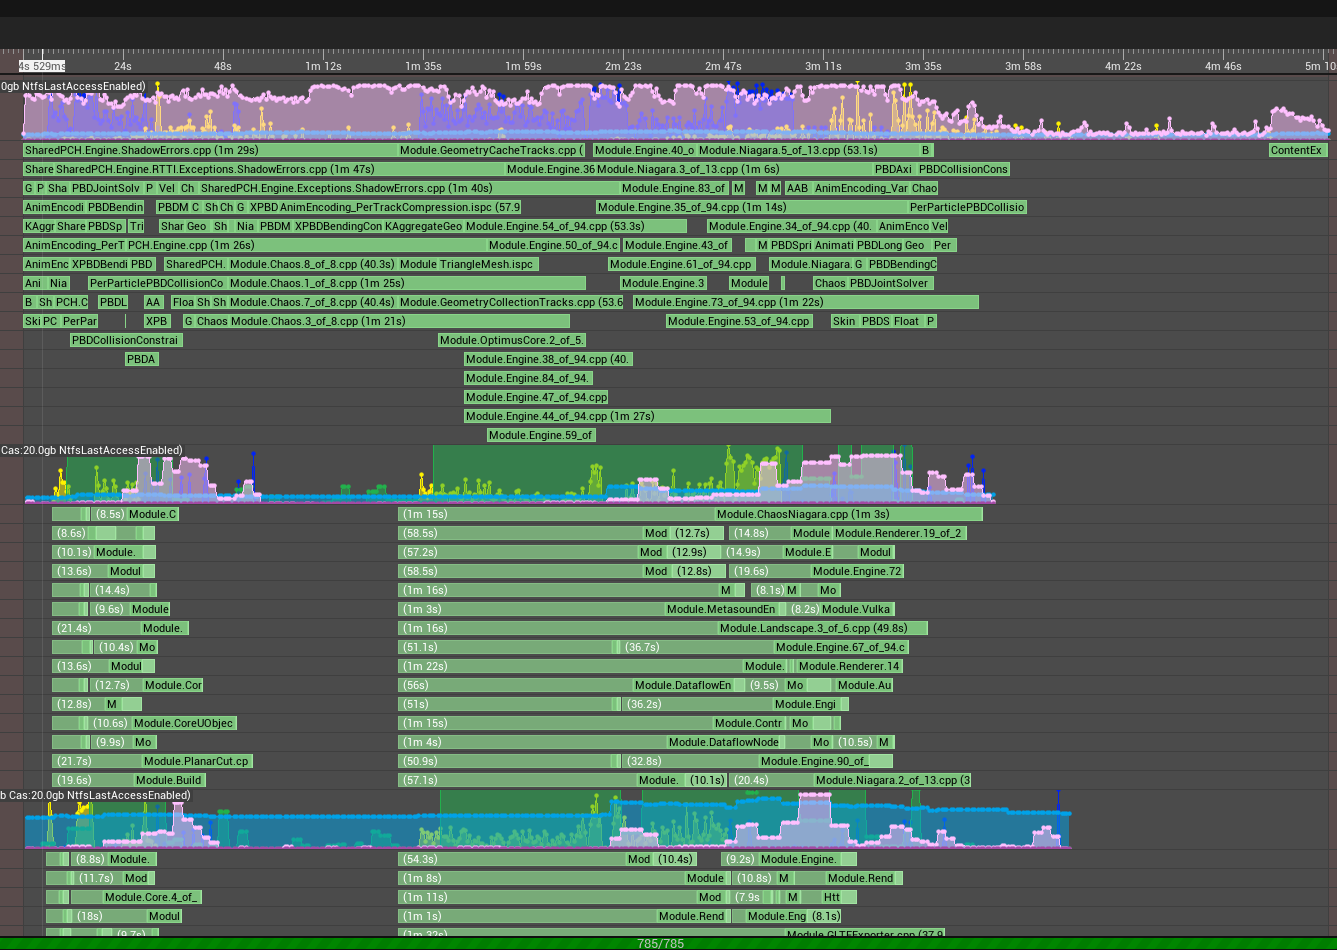 4s 529ms 24s 48s 1m 12s 1m 35s 1m 59s 2m 23s 2m 47s 3m 11s 3m 35s 3m 58s 4m 22s 4m 46s 5m 10
0gb NtfsLastAccessEnabled)
SharedPCH.Engine.ShadowErrors.cpp (1m 29s) Module.GeometryCacheTracks.cpp ( Module.Engine.40_o Module.Niagara.5_of_13.cpp (53.1s) B ContentEx
Share SharedPCH.Engine.RTTI.Exceptions.ShadowErrors.cpp (1m 47s) Module.Engine.36 Module.Niagara.3_of_13.cpp (1m 6s) PBDAxi PBDCollisionCons
G P Sha PBDJointSolv P Vel Ch SharedPCH.Engine.Exceptions.ShadowErrors.cpp (1m 40s) Module.Engine.83_of M M M AAB AnimEncoding_Var Chao
AnimEncodi PBDBendin PBDM C Sh Ch G XPBD AnimEncoding_PerTrackCompression.ispc (57.9 Module.Engine.35_of_94.cpp (1m 14s) PerParticlePBDCollisio
KAggr Share PBDSp Tri Shar Geo Sh Nia PBDM XPBDBendingCon KAggregateGeo Module.Engine.54_of_94.cpp (53.3s) Module.Engine.34_of_94.cpp (40. AnimEnco Vel
AnimEncoding_PerT PCH.Engine.cpp (1m 26s) Module.Engine.50_of_94.c Module.Engine.43_of M PBDSpri Animati PBDLong Geo Per
AnimEnc XPBDBendi PBD SharedPCH. Module.Chaos.8_of_8.cpp (40.3s) Module TriangleMesh.ispc Module.Engine.61_of_94.cpp Module.Niagara. G PBDBendingC
Ani Nia PerParticlePBDCollisionCo Module.Chaos.1_of_8.cpp (1m 25s) Module.Engine.3 Module Chaos PBDJointSolver
B Sh PCH.C PBDL AA Floa Sh Sh Module.Chaos.7_of_8.cpp (40.4s) Module.GeometryCollectionTracks.cpp (53.6 Module.Engine.73_of_94.cpp (1m 22s)
Ski PC PerPar XPB G Chaos Module.Chaos.3_of_8.cpp (1m 21s) Module.Engine.53_of_94.cpp Skin PBDS Float P
PBDCollisionConstrai Module.OptimusCore.2_of_5.
PBDA Module.Engine.38_of_94.cpp (40.
Module.Engine.84_of_94.
Module.Engine.47_of_94.cpp
Module.Engine.44_of_94.cpp (1m 27s)
Module.Engine.59_of
Cas:20.0gb NtfsLastAccessEnabled)
(8.5s) Module.C (1m 15s) Module.ChaosNiagara.cpp (1m 3s)
(8.6s) (58.5s) Mod (12.7s) (14.8s) Module Module.Renderer.19_of_2
(10.1s) Module. (57.2s) Mod (12.9s) (14.9s) Module.E Modul
(13.6s) Modul (58.5s) Mod (12.8s) (19.6s) Module.Engine.72
(14.4s) (1m 16s) M (8.1s) M Mo
(9.6s) Module (1m 3s) Module.MetasoundEn (8.2s) Module.Vulka
(21.4s) Module. (1m 16s) Module.Landscape.3_of_6.cpp (49.8s)
(10.4s) Mo (51.1s) (36.7s) Module.Engine.67_of_94.c
(13.6s) Modul (1m 22s) Module. Module.Renderer.14
(12.7s) Module.Cor (56s) Module.DataflowEn (9.5s) Mo Module.Au
(12.8s) M (51s) (36.2s) Module.Engi
(10.6s) Module.CoreUObjec (1m 15s) Module.Contr Mo
(9.9s) Mo (1m 4s) Module.DataflowNode Mo (10.5s) M
(21.7s) Module.PlanarCut.cp (50.9s) (32.8s) Module.Engine.90_of_
(19.6s) Module.Build (57.1s) Module. (10.1s) (20.4s) Module.Niagara.2_of_13.cpp (3
b Cas:20.0gb NtfsLastAccessEnabled)
(8.8s) Module. (54.3s) Mod (10.4s) (9.2s) Module.Engine.
(11.7s) Mod (1m 8s) Module (10.8s) M Module.Rend
Module.Core.4_of_ (1m 11s) Mod (7.9s M Htt
(18s) Modul (1m 1s) Module.Rend Module.Eng (8.1s)
(9.7s) (1m 32s) Module.GLTFExporter.cpp (37.9
785/785